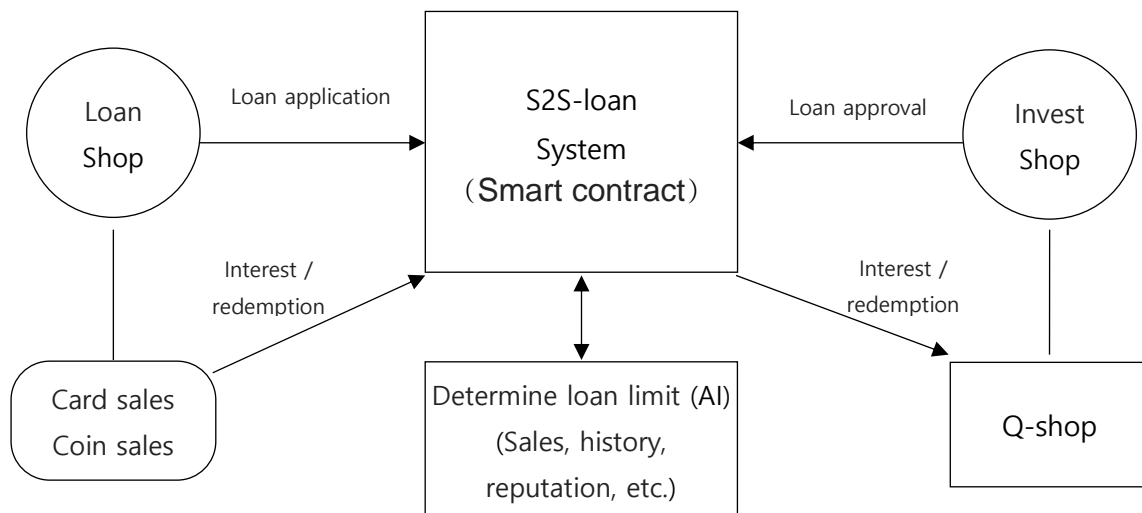 Loan
Shop
Loan application
S2S-loan
System
（Smart contract）
Loan approval
Invest
Shop
Interest /
redemption
Interest /
redemption
Card sales
Coin sales
Determine loan limit (AI)
(Sales, history,
reputation, etc.)
Q-shop